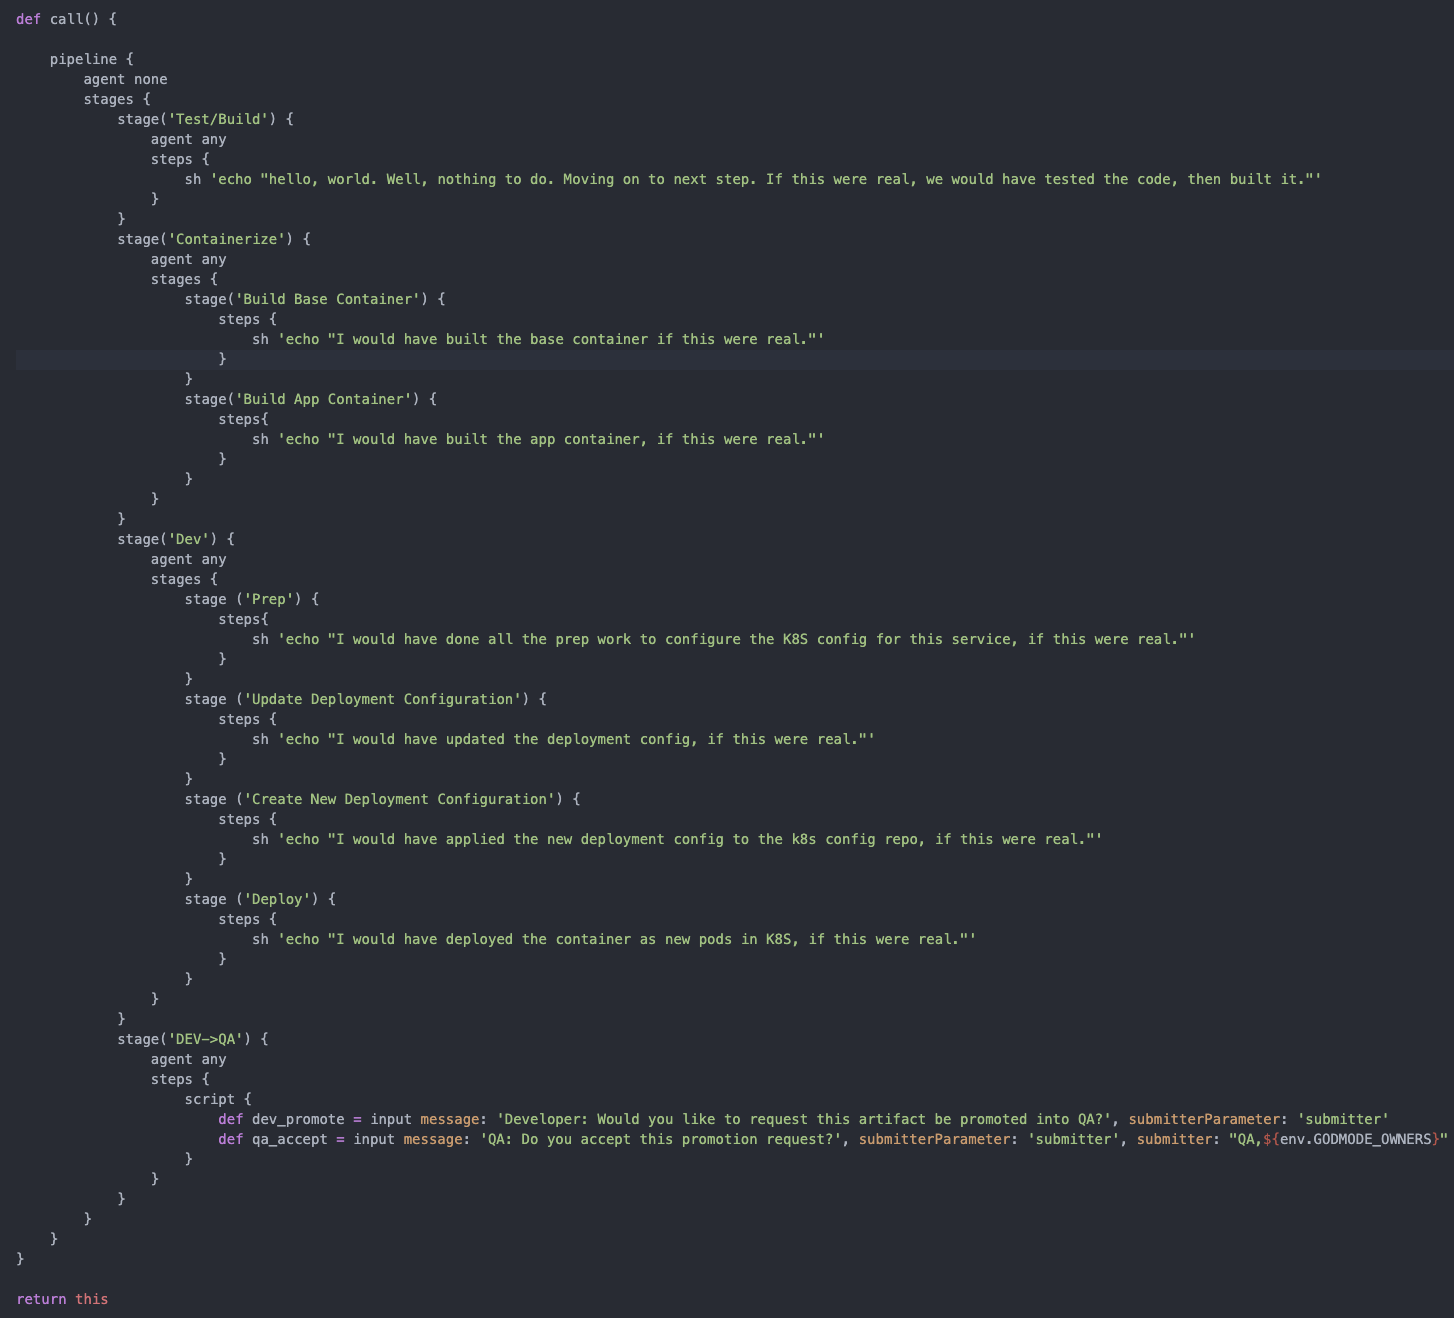 def call() {
pipeline {
agent none
stages {
stage('Test/Build') {
agent any
steps {
sh 'echo "hello, world. Well, nothing to do. Moving on to next step. If this were real, we would have tested the code, then built it."'
}
}
stage('Containerize') {
agent any
stages {
stage('Build Base Container') {
steps {
sh 'echo "I would have built the base container if this were real."'
}
}
stage('Build App Container') {
steps{
sh 'echo "I would have built the app container, if this were real."'
}
}
}
}
stage('Dev') {
agent any
stages {
stage ('Prep') {
steps{
sh 'echo "I would have done all the prep work to configure the K8S config for this service, if this were real."'
}
}
stage ('Update Deployment Configuration') {
steps {
sh 'echo "I would have updated the deployment config, if this were real."'
}
}
stage ('Create New Deployment Configuration') {
steps {
sh 'echo "I would have applied the new deployment config to the k8s config repo, if this were real."'
}
}
stage ('Deploy') {
steps {
sh 'echo "I would have deployed the container as new pods in K8S, if this were real."'
}
}
}
}
stage('DEV->QA') {
agent any
steps {
script {
def dev_promote = input message: 'Developer: Would you like to request this artifact be promoted into QA?', submitterParameter: 'submitter'
def qa_accept = input message: 'QA: Do you accept this promotion request?', submitterParameter: 'submitter', submitter: "QA,${env.GODMODE_OWNERS}"
}
}
}
}
}
}
return this